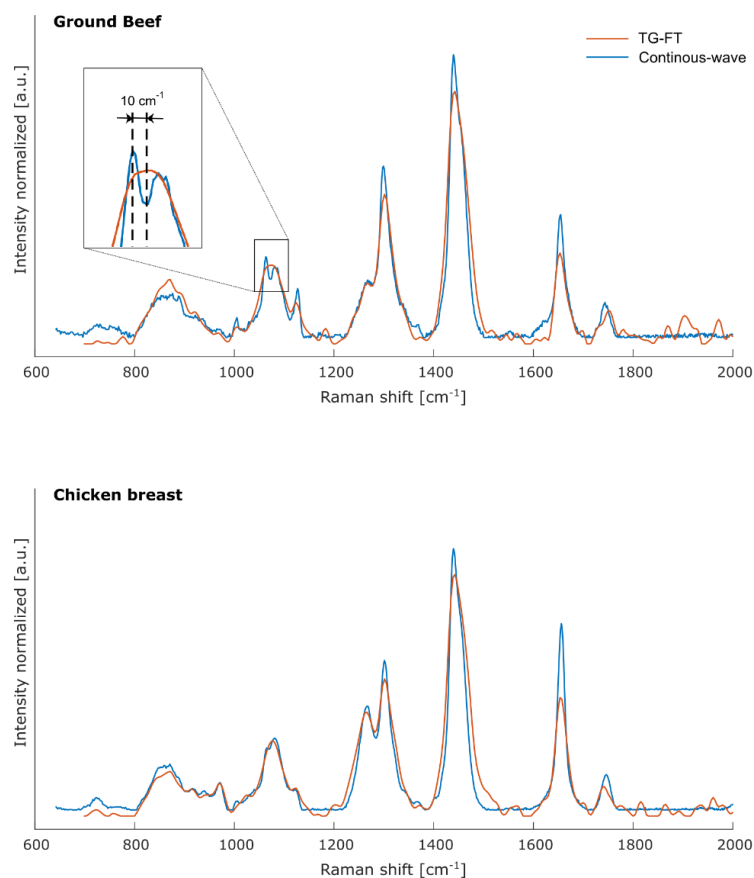 Ground Beef
TG-FT
Continous-wave
10 cm⁻¹
Intensity normalized [a.u.]
600 800 1000 1200 1400 1600 1800 2000
Raman shift [cm⁻¹]
Chicken breast
Intensity normalized [a.u.]
600 800 1000 1200 1400 1600 1800 2000
Raman shift [cm⁻¹]